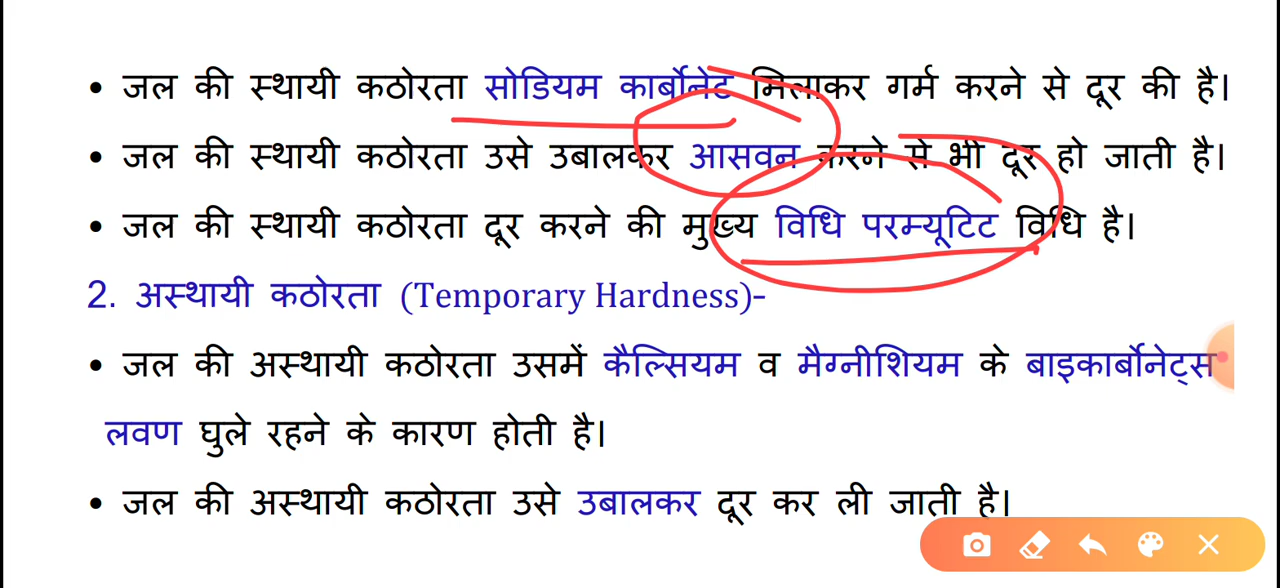 • जल की स्थायी कठोरता सोडियम कार्बोनेट मिलाकर गर्म करने से दूर की है।
• जल की स्थायी कठोरता उसे उबालकर आसवन करने से भी दूर हो जाती है।
• जल की स्थायी कठोरता दूर करने की मुख्य विधि परम्यूटिट विधि है।
2. अस्थायी कठोरता (Temporary Hardness)-
• जल की अस्थायी कठोरता उसमें कैल्सियम व मैग्नीशियम के बाइकार्बोनेट्स
लवण घुले रहने के कारण होती है।
• जल की अस्थायी कठोरता उसे उबालकर दूर कर ली जाती है।